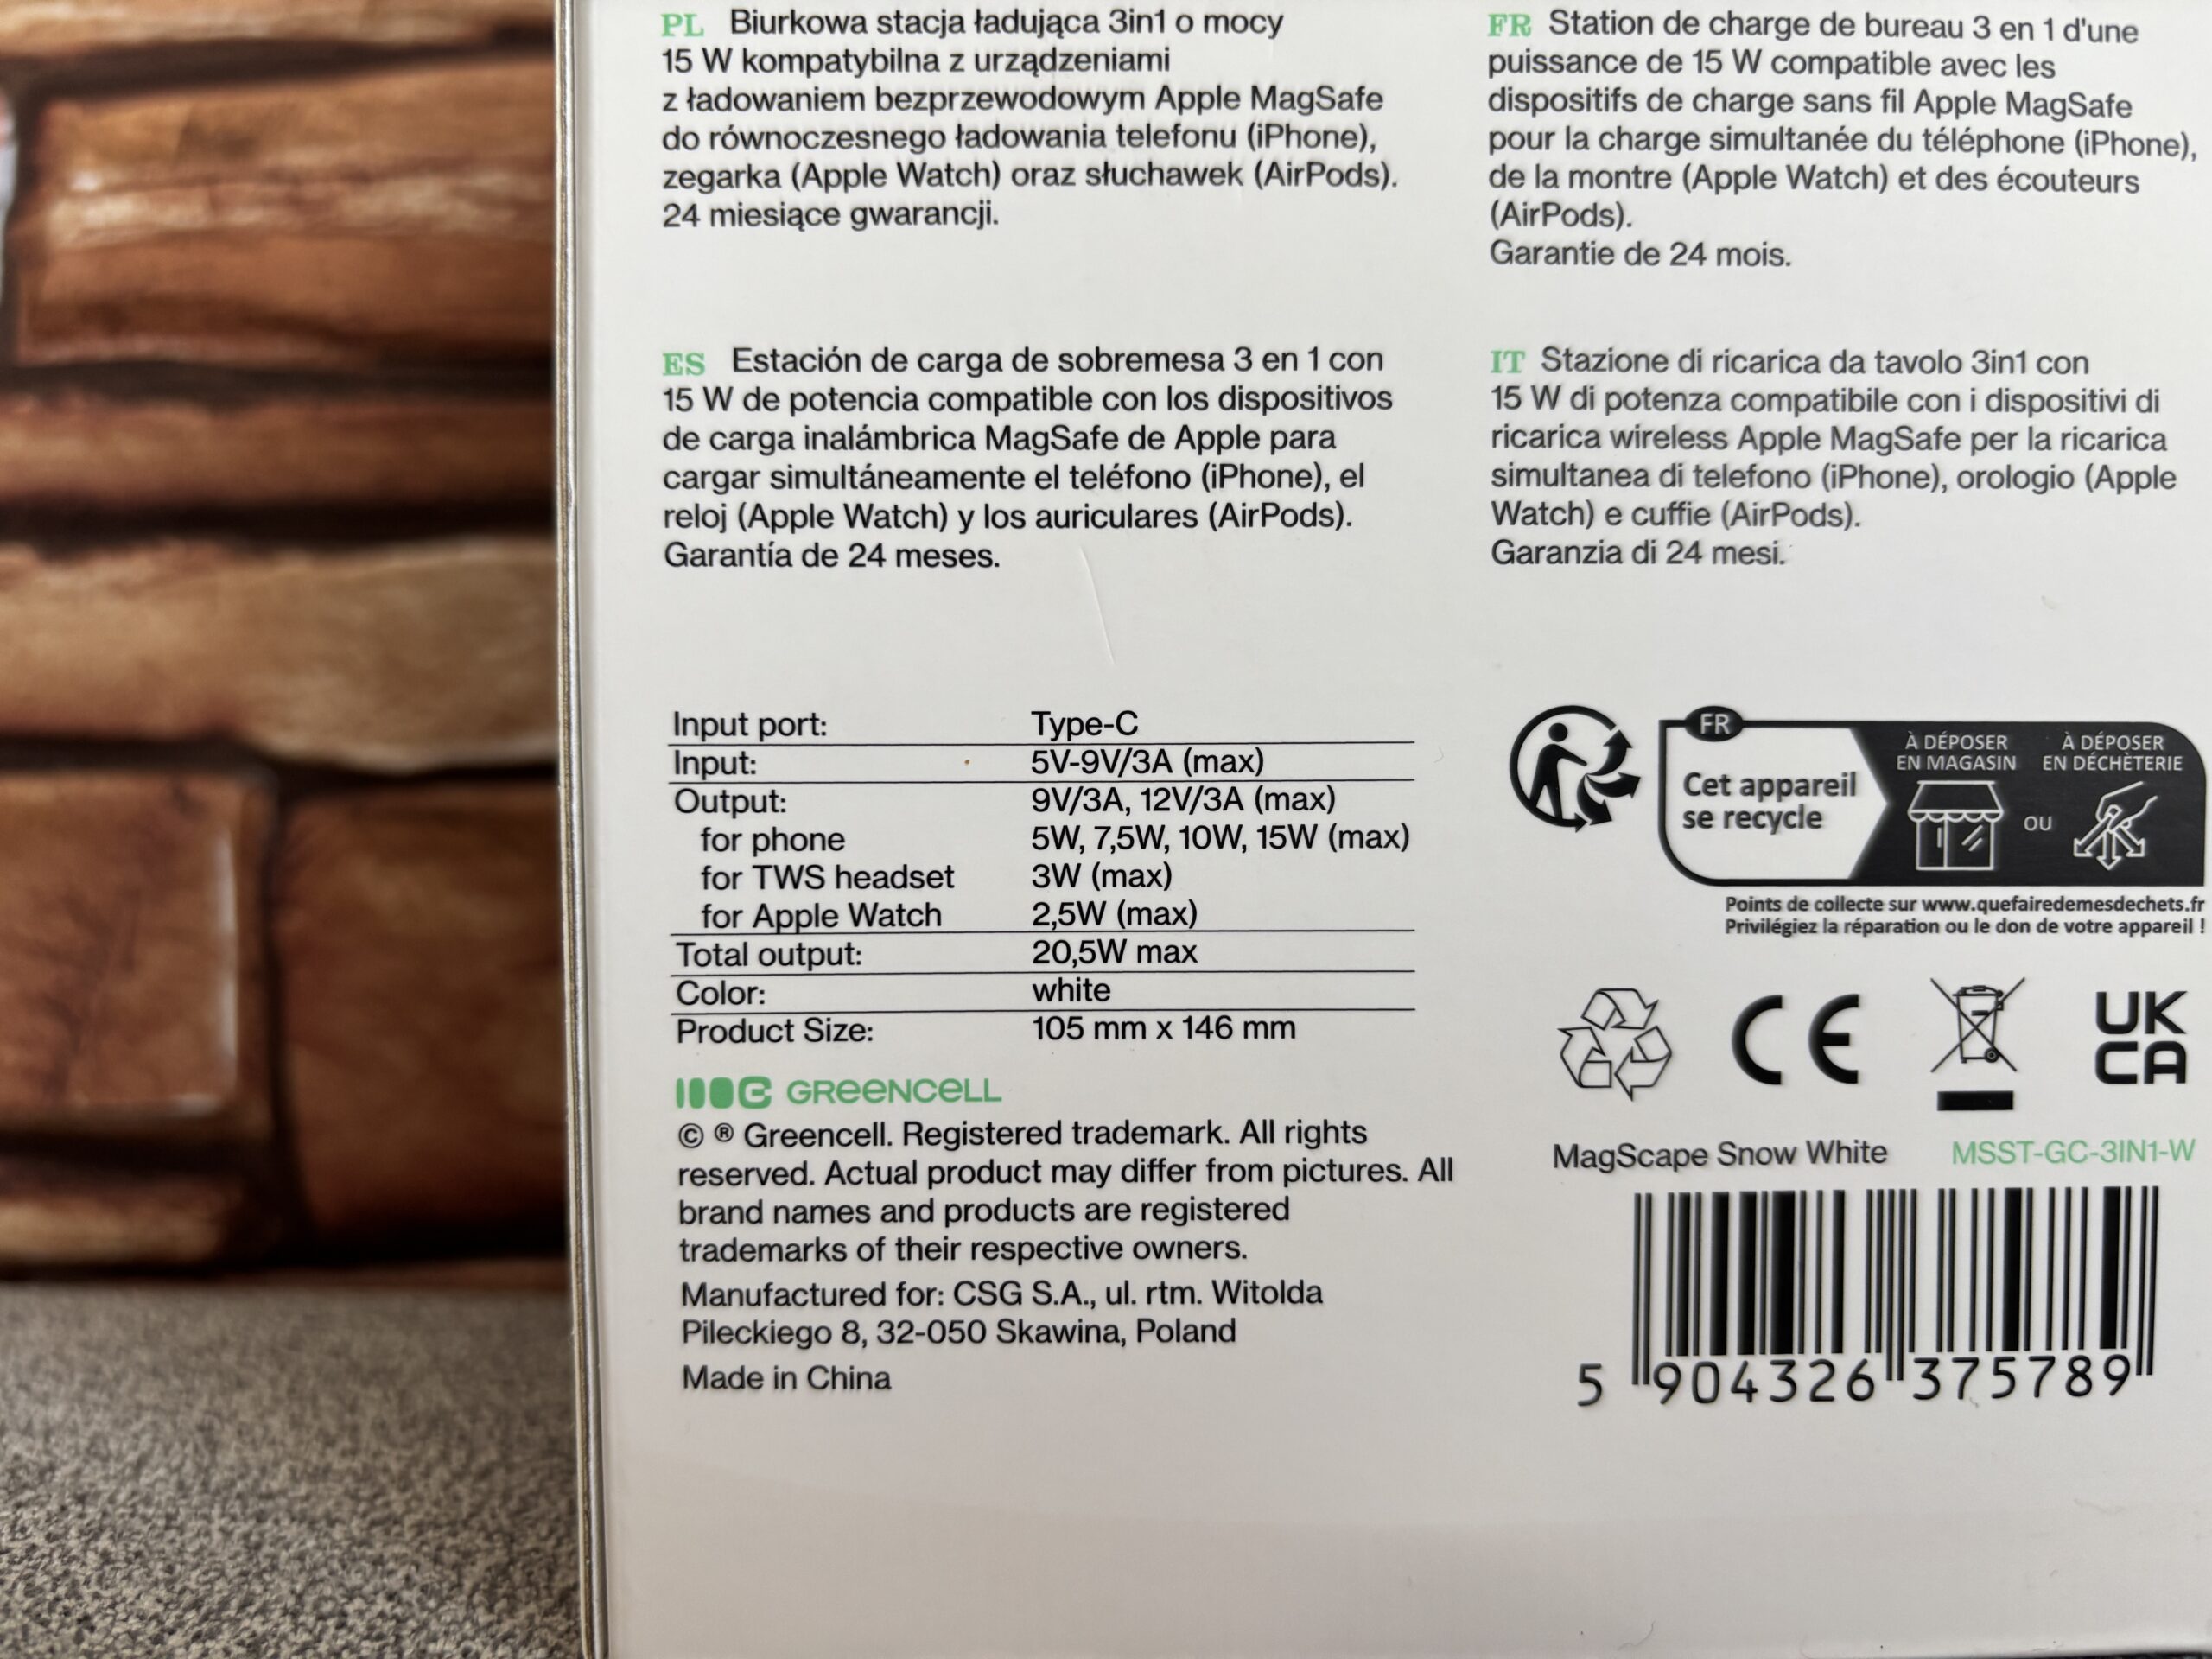 PL Biurkowa stacja ładująca 3in1 o mocy
15 W kompatybilna z urządzeniami
z ładowaniem bezprzewodowym Apple MagSafe
do równoczesnego ładowania telefonu (iPhone),
zegarka (Apple Watch) oraz słuchawek (AirPods).
24 miesiące gwarancji.
FR Station de charge de bureau 3 en 1 d'une
puissance de 15 W compatible avec les
dispositifs de charge sans fil Apple MagSafe
pour la charge simultanée du téléphone (iPhone),
de la montre (Apple Watch) et des écouteurs
(AirPods).
Garantie de 24 mois.
ES Estación de carga de sobremesa 3 en 1 con
15 W de potencia compatible con los dispositivos
de carga inalámbrica MagSafe de Apple para
cargar simultáneamente el teléfono (iPhone), el
reloj (Apple Watch) y los auriculares (AirPods).
Garantía de 24 meses.
IT Stazione di ricarica da tavolo 3in1 con
15 W di potenza compatibile con i dispositivi di
ricarica wireless Apple MagSafe per la ricarica
simultanea di telefono (iPhone), orologio (Apple
Watch) e cuffie (AirPods).
Garanzia di 24 mesi.
Input port: Type-C
Input: 5V-9V/3A (max)
Output: 9V/3A, 12V/3A (max)
for phone 5W, 7,5W, 10W, 15W (max)
for TWS headset 3W (max)
for Apple Watch 2,5W (max)
Total output: 20,5W max
Color: white
Product Size: 105 mm x 146 mm
GREENCELL
© ® Greencell. Registered trademark. All rights
reserved. Actual product may differ from pictures. All
brand names and products are registered
trademarks of their respective owners.
Manufactured for: CSG S.A., ul. rtm. Witolda
Pileckiego 8, 32-050 Skawina, Poland
Made in China
FR
Cet appareil
se recycle
À DÉPOSER
EN MAGASIN
OU
À DÉPOSER
EN DÉCHÈTERIE
Points de collecte sur www.quefairedemesdechets.fr
Privilégiez la réparation ou le don de votre appareil !
CE
UK
CA
MagScape Snow White MSST-GC-3IN1-W
5 904326 375789